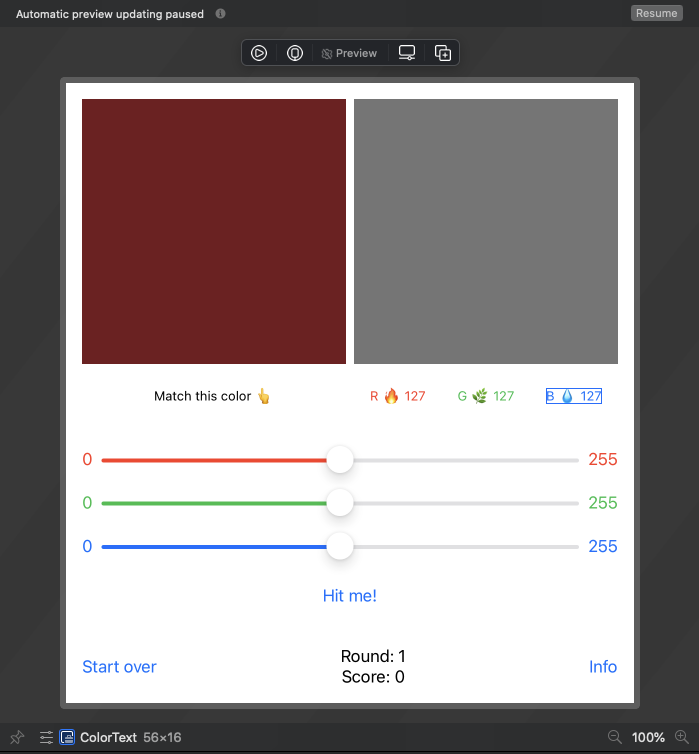 Automatic preview updating paused
Resume
Preview
Match this color 👆 R 🔥 127 G 🌿 127 B 💧 127
0 255
0 255
0 255
Hit me!
Start over
Round: 1
Score: 0
Info
ColorText 56×16
100%